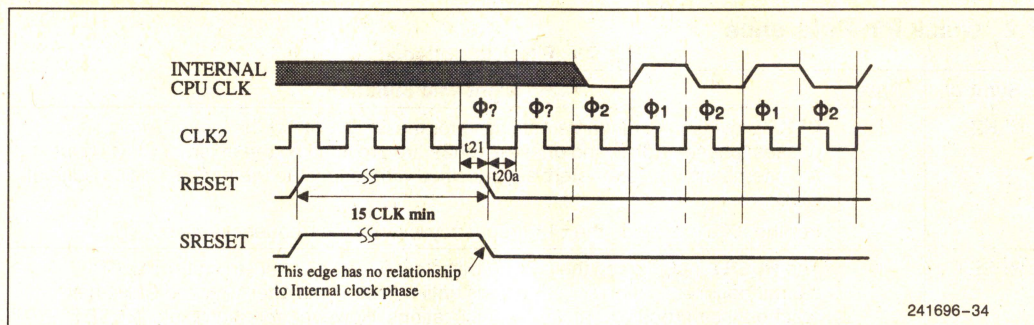 INTERNAL
CPU CLK
Φ? Φ? Φ2 Φ1 Φ2 Φ1 Φ2
CLK2
t21
t20a
RESET
15 CLK min
SRESET
This edge has no relationship
to Internal clock phase
241696–34